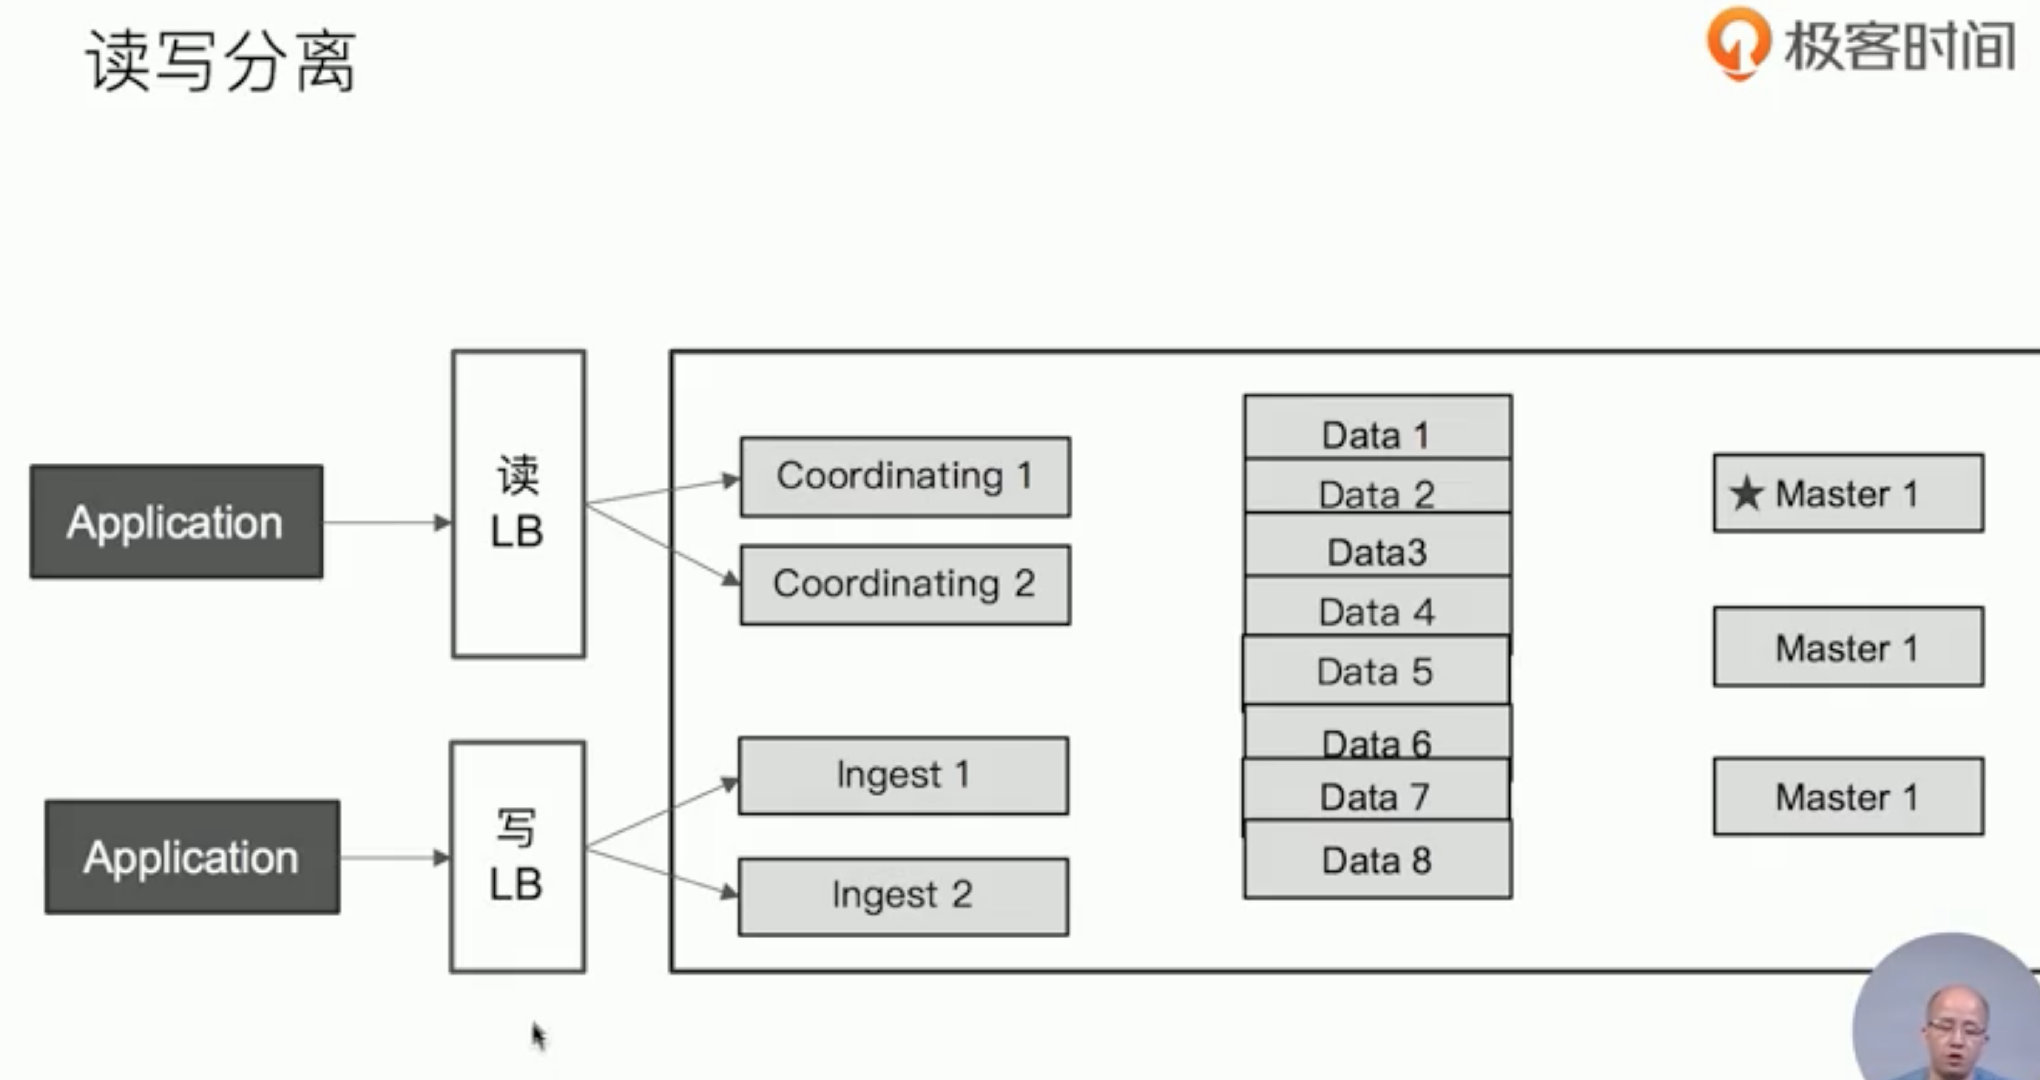 读写分离
极客时间
Application
读
LB
Coordinating 1
Coordinating 2
Application
写
LB
Ingest 1
Ingest 2
Data 1
Data 2
Data3
Data 4
Data 5
Data 6
Data 7
Data 8
★ Master 1
Master 1
Master 1